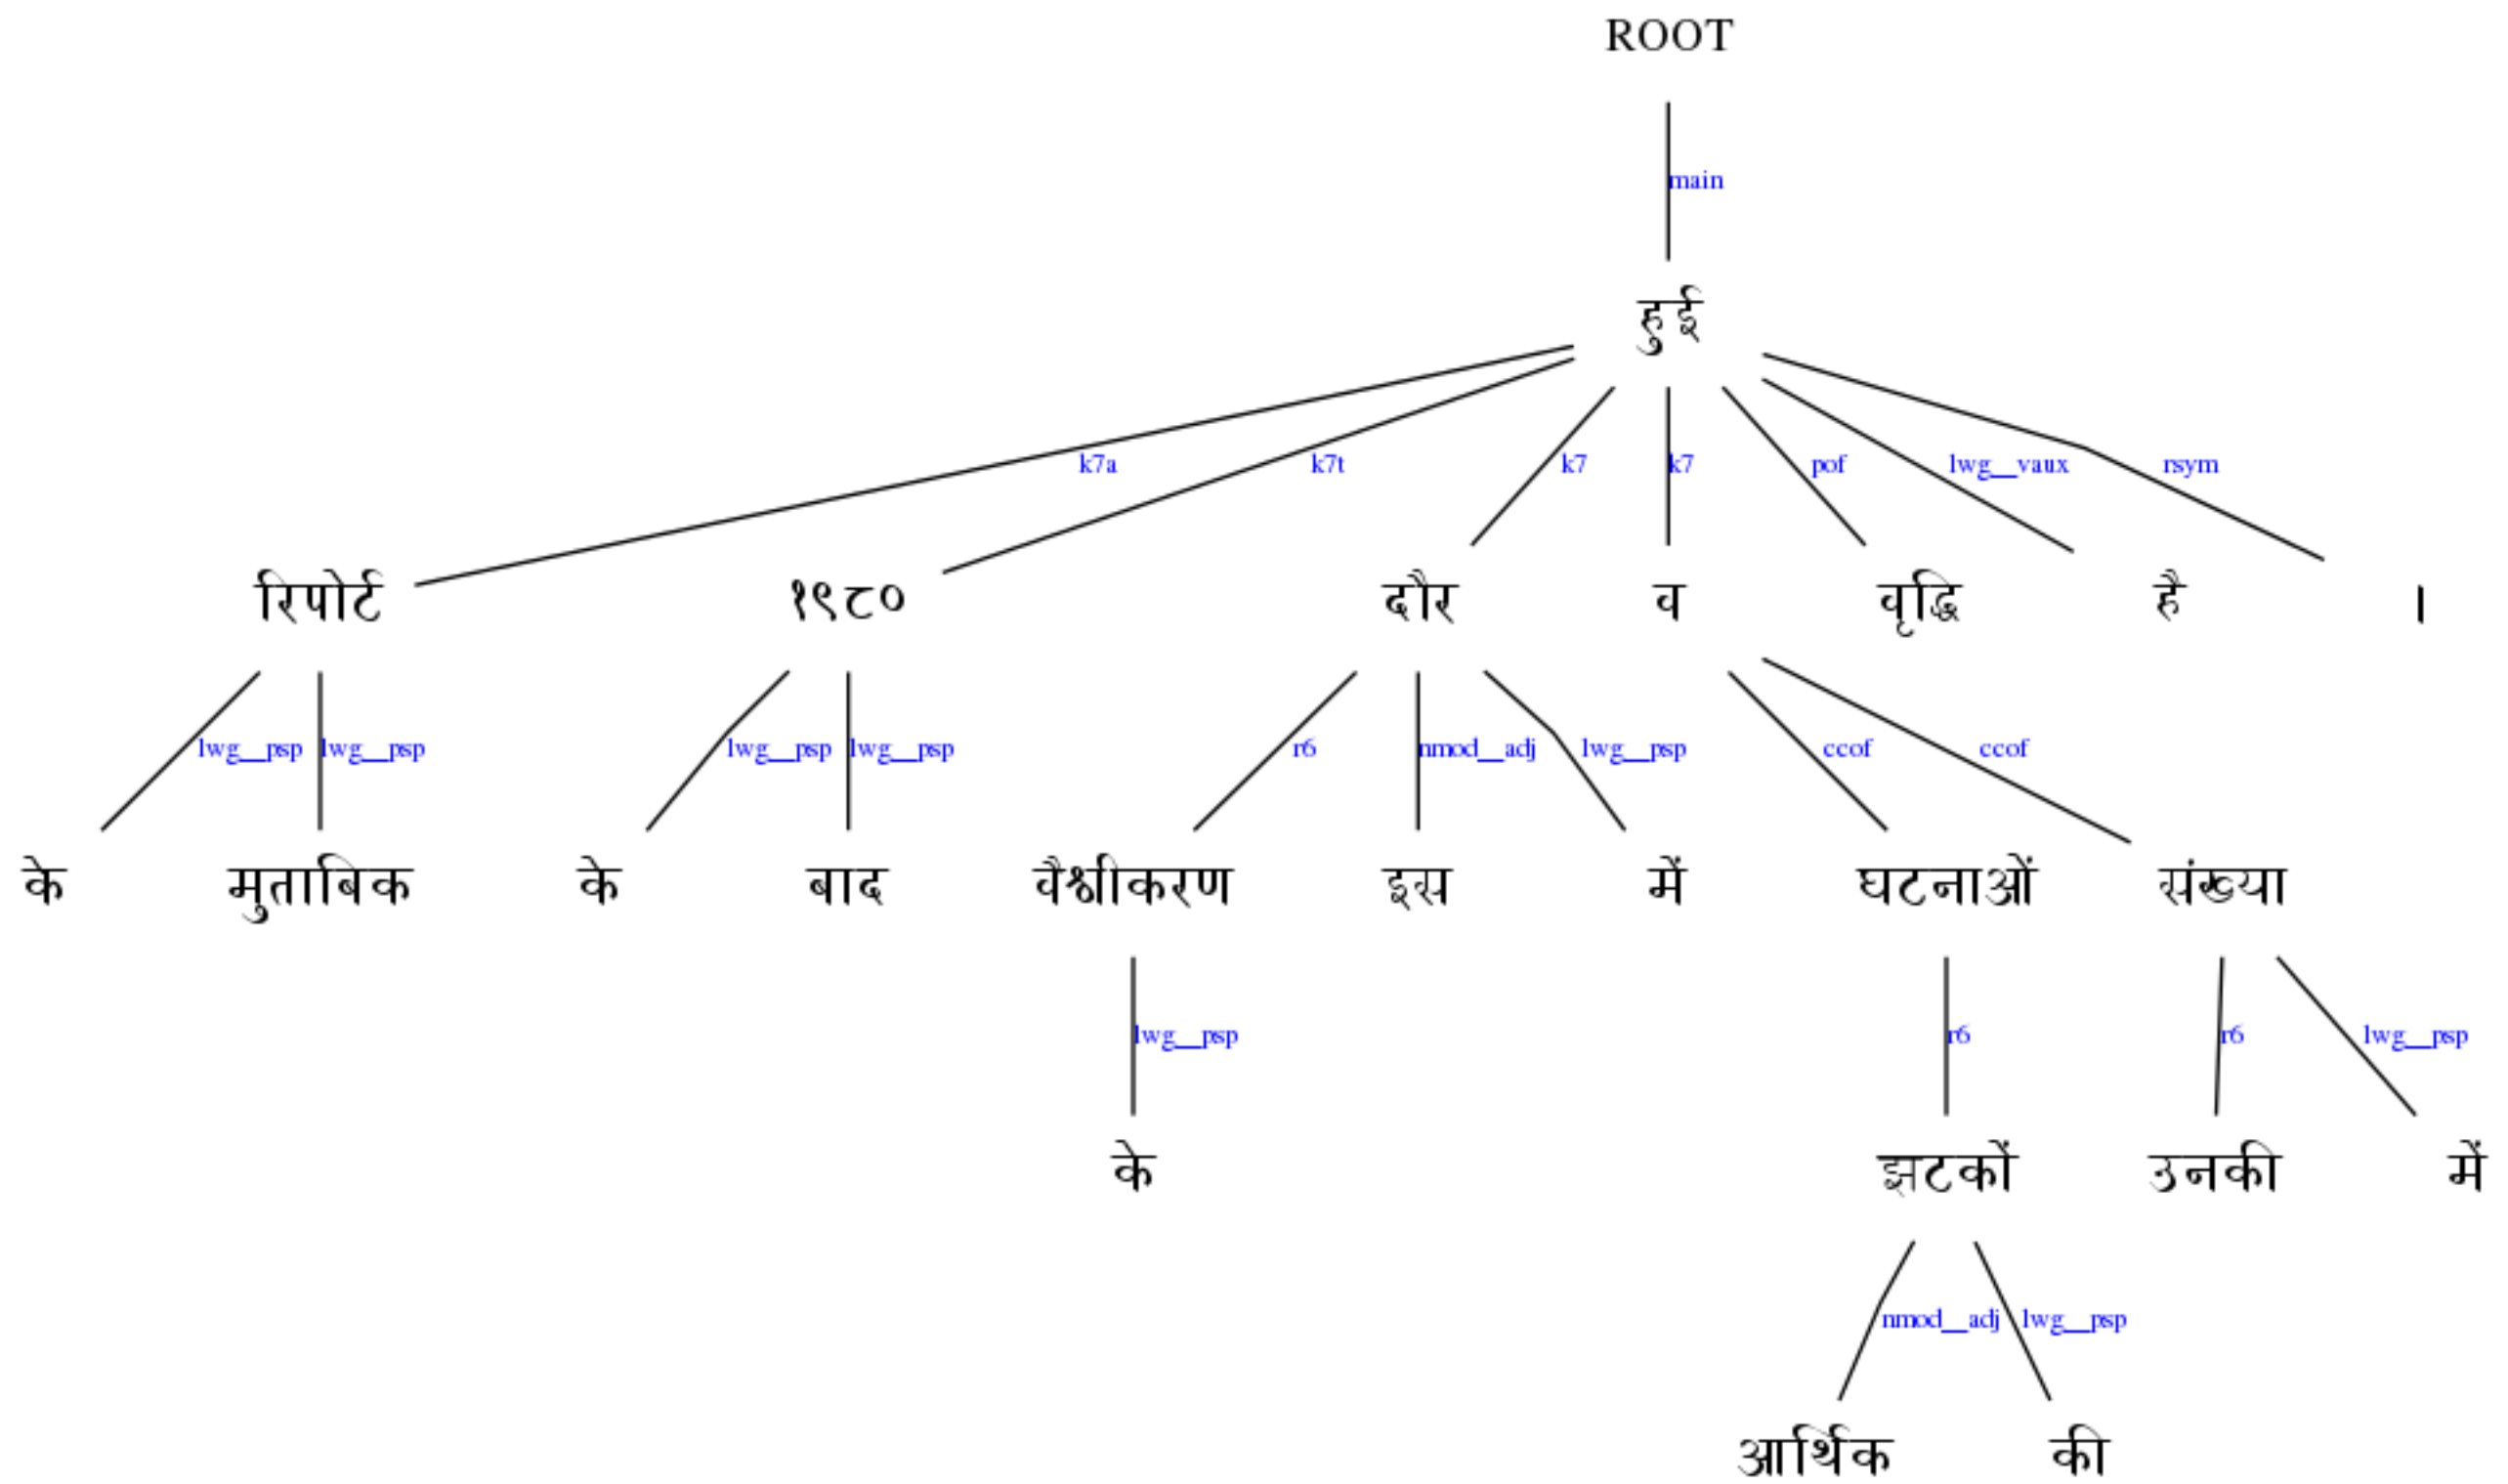 ROOT
main
हुई
k7a k7t k7 k7 pof lwg__vaux rsym
रिपोर्ट १९८० दौर व वृद्धि है ।
lwg__psp lwg__psp lwg__psp lwg__psp r6 nmod__adj lwg__psp ccof ccof
के मुताबिक के बाद वैश्वीकरण इस में घटनाओं संख्या
lwg__psp r6 r6 lwg__psp
के झटकों उनकी में
nmod__adj lwg__psp
आर्थिक की